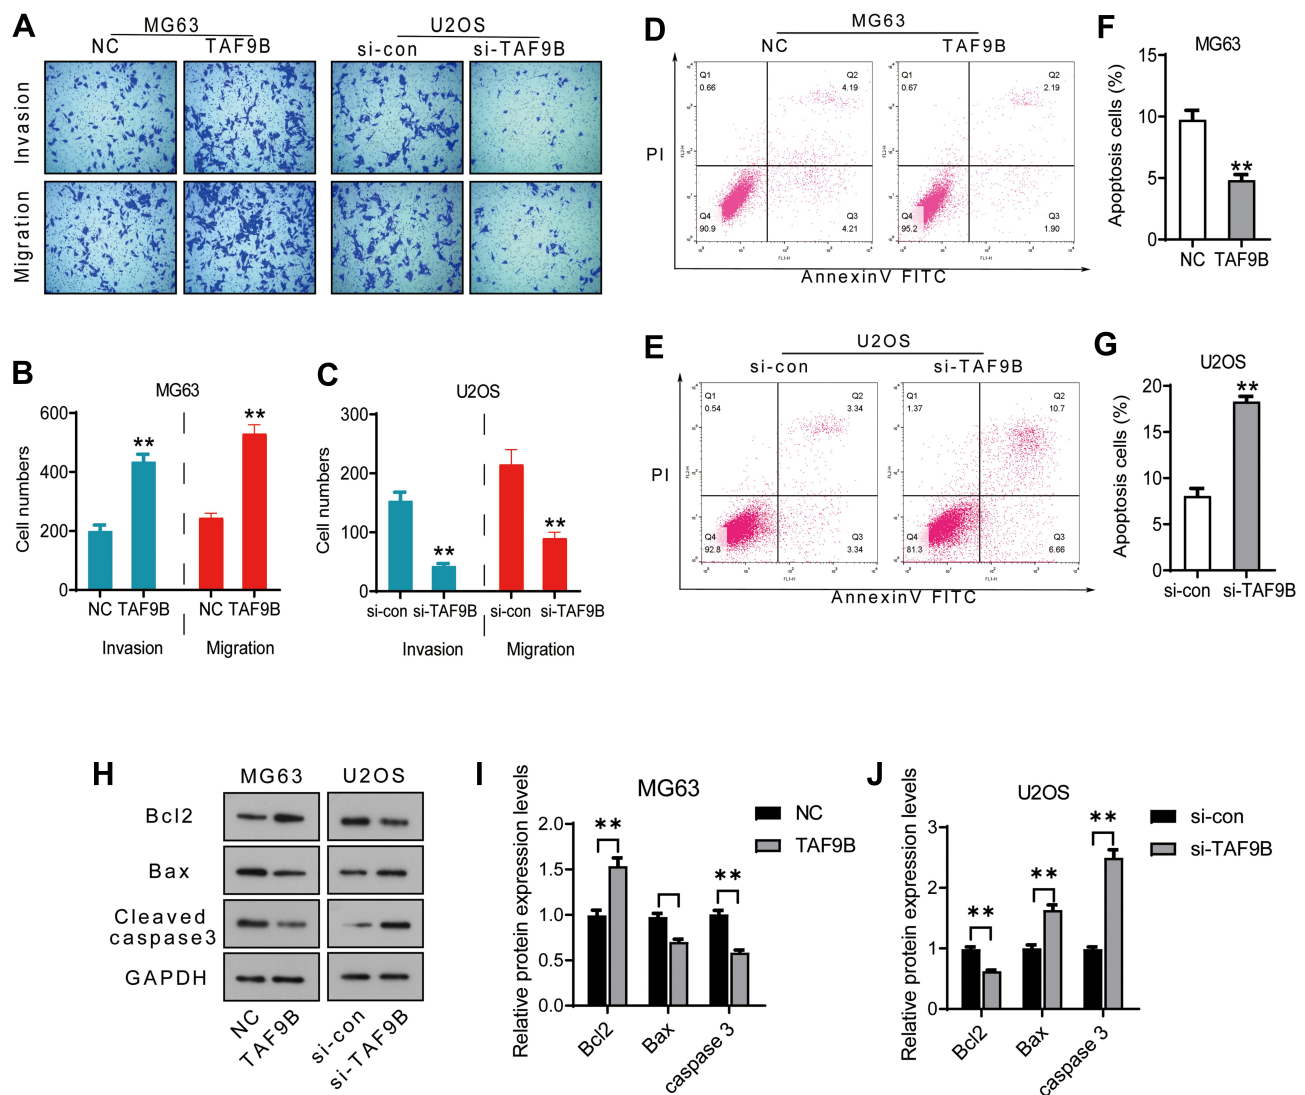 A
MG63
NC TAF9B
U2OS
si-con si-TAF9B
Invasion
Migration
B
MG63
Cell numbers
600
400
200
0
** **
NC TAF9B NC TAF9B
Invasion Migration
C
U2OS
Cell numbers
300
200
100
0
** **
si-con si-TAF9B si-con si-TAF9B
Invasion Migration
D
MG63
NC TAF9B
PI
Q1
0.66
Q2
4.19
Q4
90.9
Q3
4.21
FL2-H
FL1-H
Q1
0.67
Q2
2.19
Q4
95.2
Q3
1.90
FL2-H
FL1-H
AnnexinV FITC
E
U2OS
si-con si-TAF9B
PI
Q1
0.54
Q2
3.34
Q4
92.8
Q3
3.34
FL2-H
FL1-H
Q1
1.37
Q2
10.7
Q4
81.3
Q3
6.66
FL2-H
FL1-H
AnnexinV FITC
F
MG63
Apoptosis cells (%)
15
10
5
0
**
NC TAF9B
G
U2OS
Apoptosis cells (%)
20
15
10
5
0
**
si-con si-TAF9B
H
MG63 U2OS
Bcl2
Bax
Cleaved
caspase3
GAPDH
NC
TAF9B
si-con
si-TAF9B
I
MG63
Relative protein expression levels
2.0
1.5
1.0
0.5
0.0
** **
Bcl2
Bax
caspase 3
NC
TAF9B
J
U2OS
Relative protein expression levels
3
2
1
0
** ** **
Bcl2
Bax
caspase 3
si-con
si-TAF9B